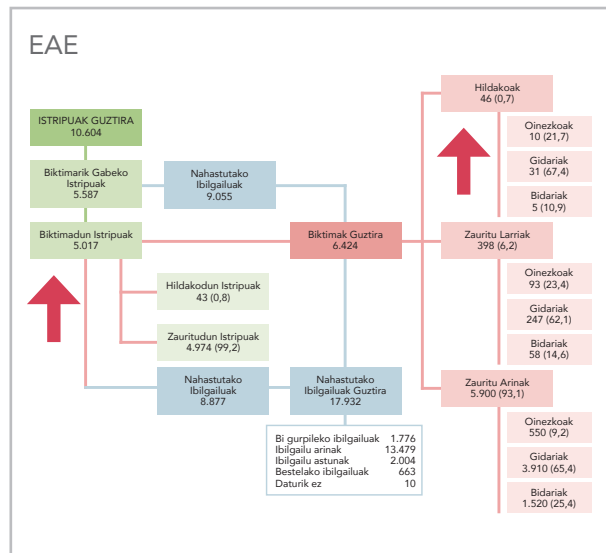 EAE
ISTRIPUAK GUZTIRA
10.604
Biktimarik Gabeko
Istripuak
5.587
Nahastutako
Ibilgailuak
9.055
Biktimadun Istripuak
5.017
Biktimak Guztira
6.424
Hildakodun Istripuak
43 (0,8)
Zauritudun Istripuak
4.974 (99,2)
Nahastutako
Ibilgailuak
8.877
Nahastutako
Ibilgailuak Guztira
17.932
Bi gurpileko ibilgailuak 1.776
Ibilgailu arinak 13.479
Ibilgailu astunak 2.004
Bestelako ibilgailuak 663
Daturik ez 10
Hildakoak
46 (0,7)
Oinezkoak
10 (21,7)
Gidariak
31 (67,4)
Bidariak
5 (10,9)
Zauritu Larriak
398 (6,2)
Oinezkoak
93 (23,4)
Gidariak
247 (62,1)
Bidariak
58 (14,6)
Zauritu Arinak
5.900 (93,1)
Oinezkoak
550 (9,2)
Gidariak
3.910 (65,4)
Bidariak
1.520 (25,4)